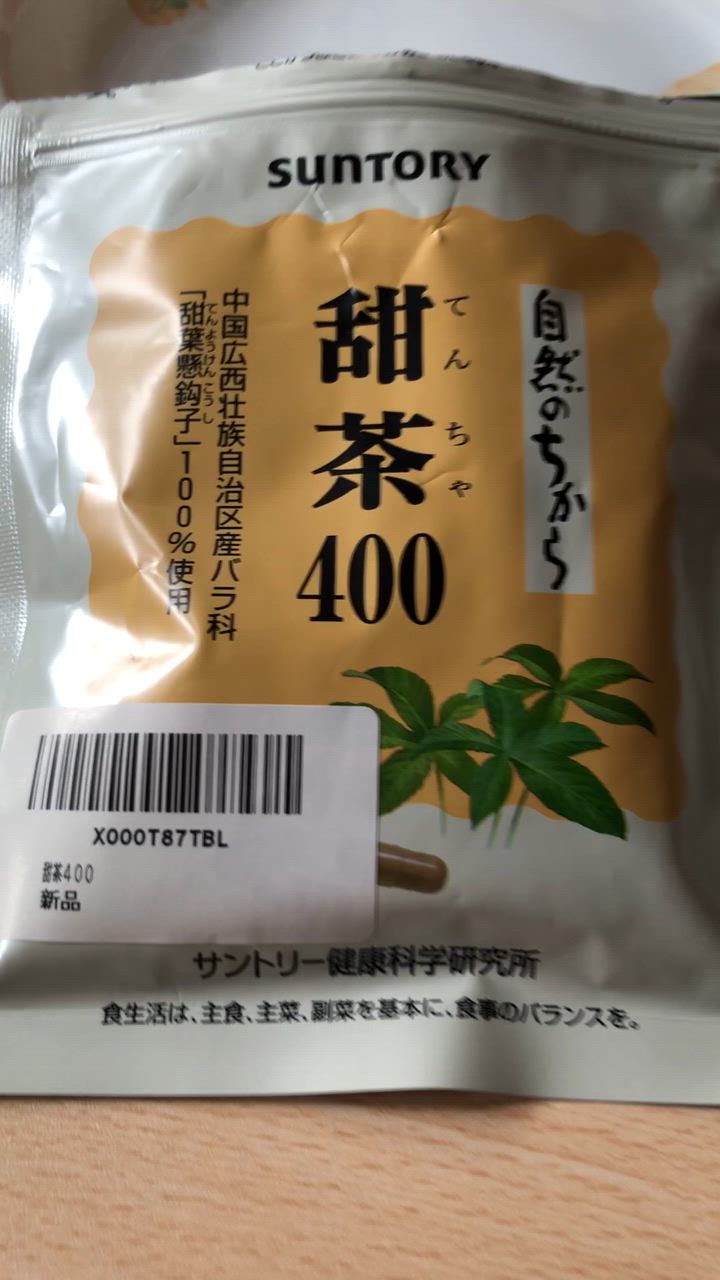 SUNTORY
自然のちから
甜茶400
てんちゃ
中国広西壮族自治区産バラ科
「甜葉懸鈎子」100%使用
てんようけんこうし
X000T87TBL
甜茶400
新品
サントリー健康科学研究所
食生活は、主食、主菜、副菜を基本に、食事のバランスを。